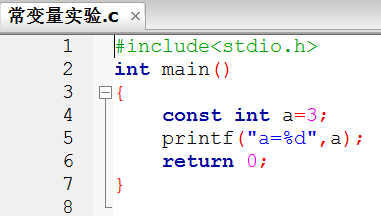 常变量实验.c
1 #include<stdio.h>
2 int main()
3 {
4 const int a=3;
5 printf("a=%d",a);
6 return 0;
7 }
8